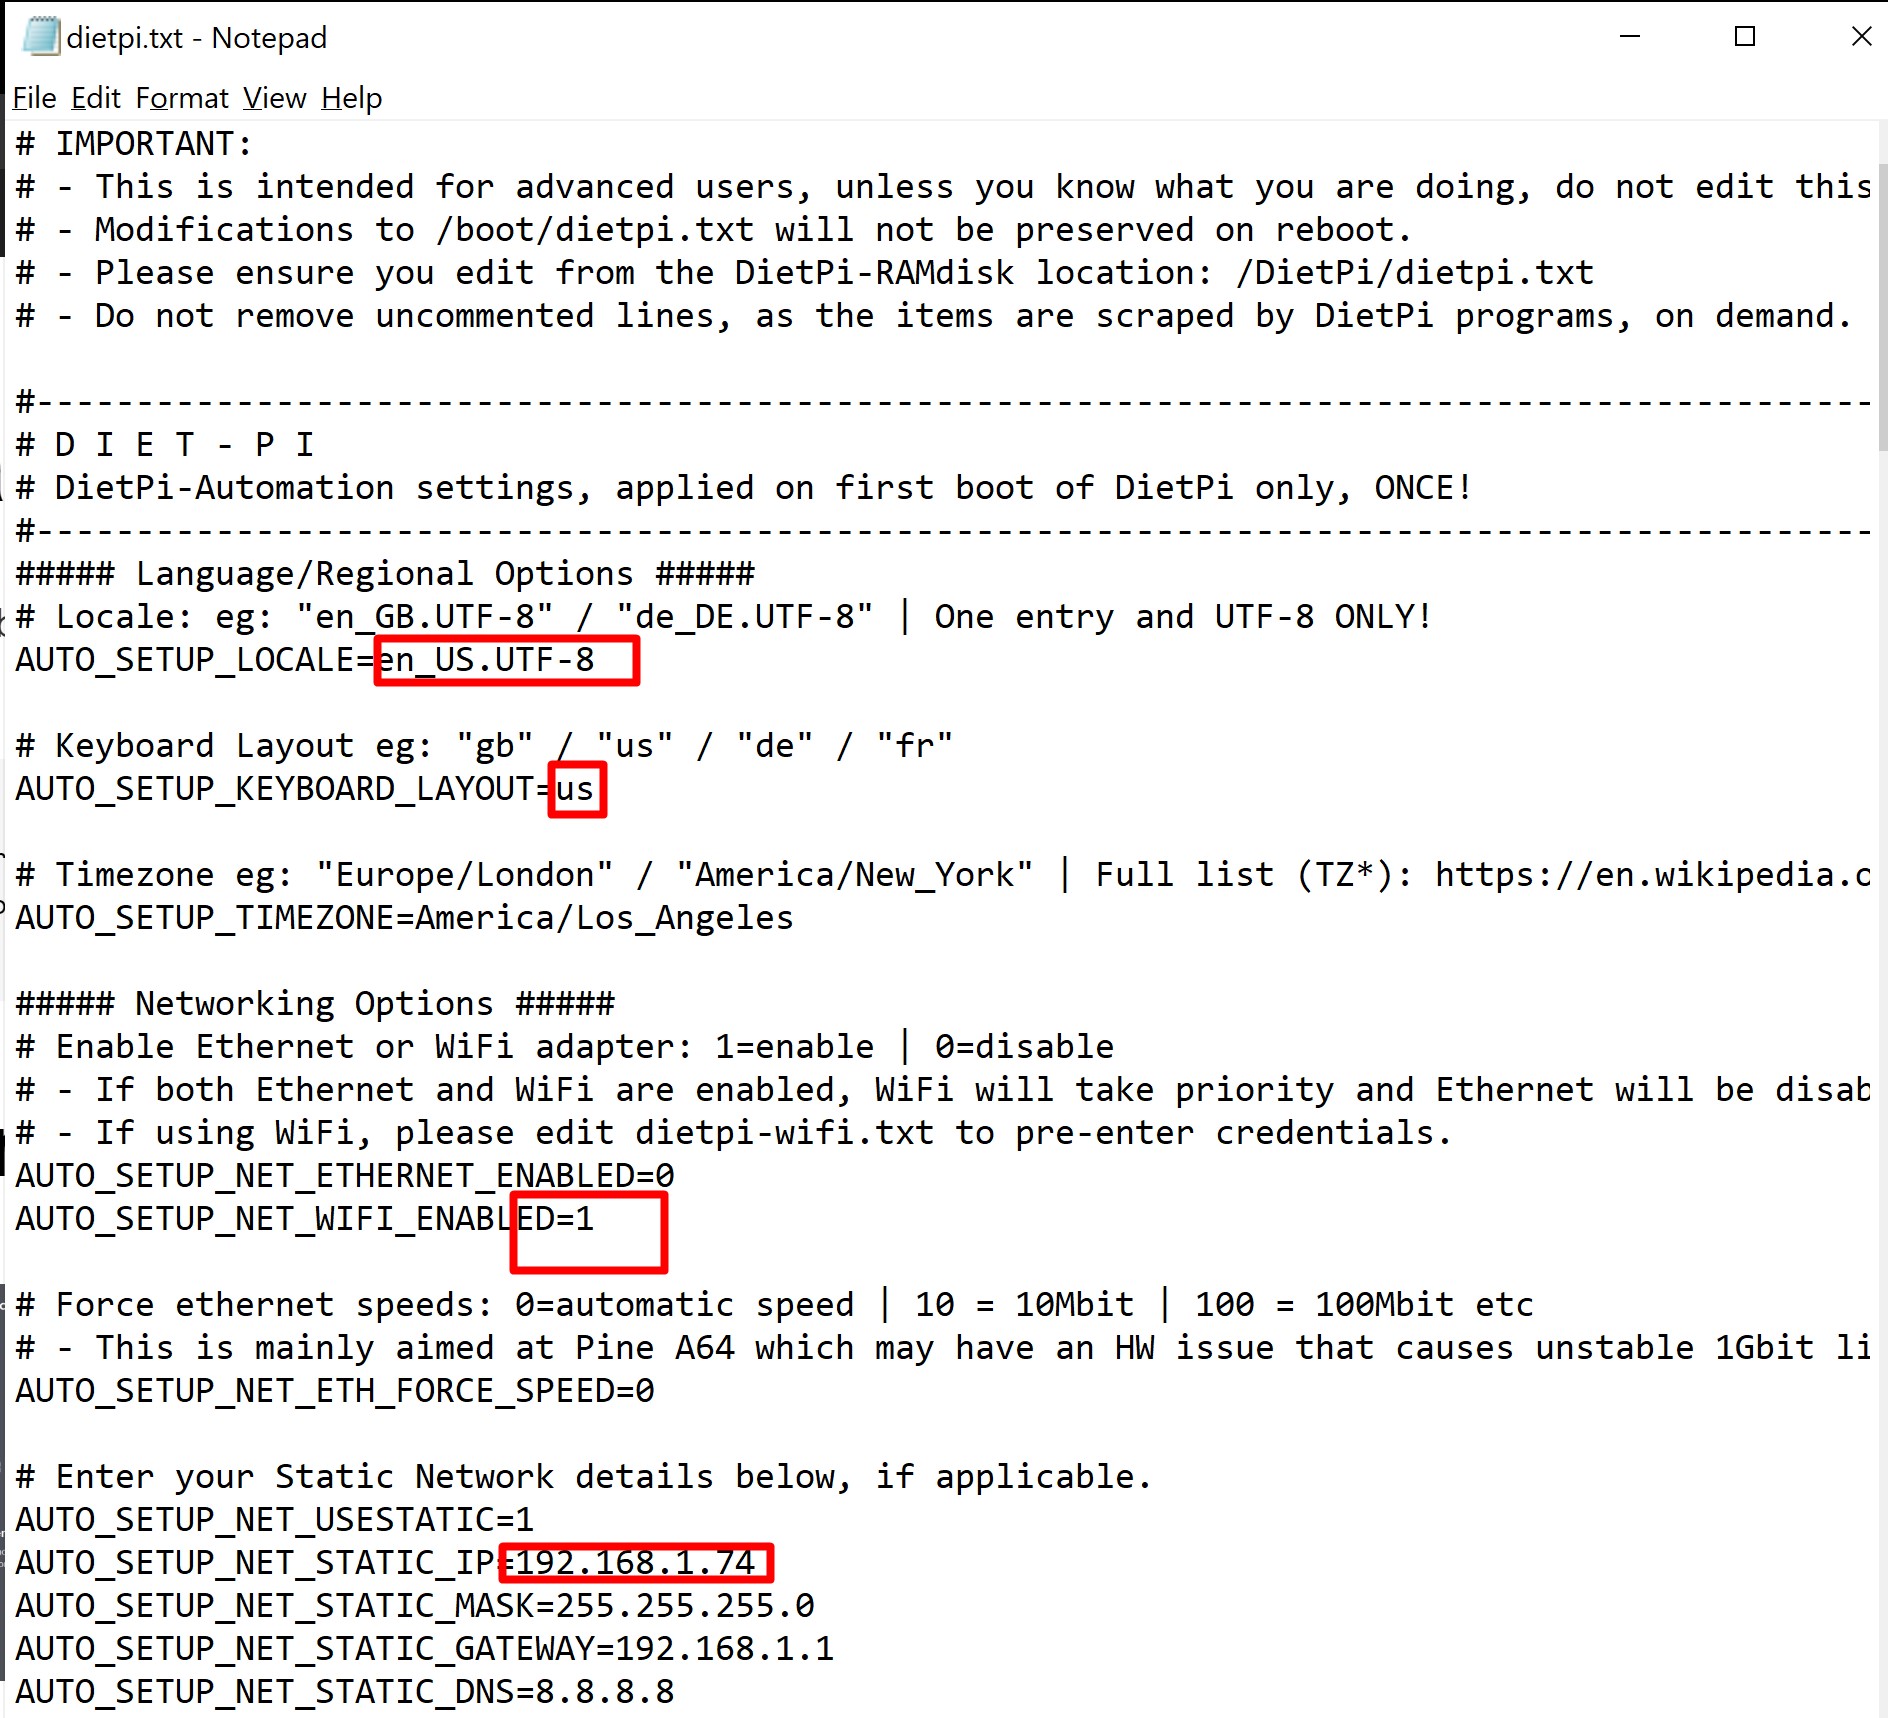 dietpi.txt - Notepad
File Edit Format View Help
# IMPORTANT:
# - This is intended for advanced users, unless you know what you are doing, do not edit this
# - Modifications to /boot/dietpi.txt will not be preserved on reboot.
# - Please ensure you edit from the DietPi-RAMdisk location: /DietPi/dietpi.txt
# - Do not remove uncommented lines, as the items are scraped by DietPi programs, on demand.
#--------------------------------------------------------------------------------------------
# D I E T - P I
# DietPi-Automation settings, applied on first boot of DietPi only, ONCE!
#--------------------------------------------------------------------------------------------
##### Language/Regional Options #####
# Locale: eg: "en_GB.UTF-8" / "de_DE.UTF-8" | One entry and UTF-8 ONLY!
AUTO_SETUP_LOCALE=en_US.UTF-8
# Keyboard Layout eg: "gb" / "us" / "de" / "fr"
AUTO_SETUP_KEYBOARD_LAYOUT=us
# Timezone eg: "Europe/London" / "America/New_York" | Full list (TZ*): https://en.wikipedia.o
AUTO_SETUP_TIMEZONE=America/Los_Angeles
##### Networking Options #####
# Enable Ethernet or WiFi adapter: 1=enable | 0=disable
# - If both Ethernet and WiFi are enabled, WiFi will take priority and Ethernet will be disab
# - If using WiFi, please edit dietpi-wifi.txt to pre-enter credentials.
AUTO_SETUP_NET_ETHERNET_ENABLED=0
AUTO_SETUP_NET_WIFI_ENABLED=1
# Force ethernet speeds: 0=automatic speed | 10 = 10Mbit | 100 = 100Mbit etc
# - This is mainly aimed at Pine A64 which may have an HW issue that causes unstable 1Gbit li
AUTO_SETUP_NET_ETH_FORCE_SPEED=0
# Enter your Static Network details below, if applicable.
AUTO_SETUP_NET_USESTATIC=1
AUTO_SETUP_NET_STATIC_IP=192.168.1.74
AUTO_SETUP_NET_STATIC_MASK=255.255.255.0
AUTO_SETUP_NET_STATIC_GATEWAY=192.168.1.1
AUTO_SETUP_NET_STATIC_DNS=8.8.8.8